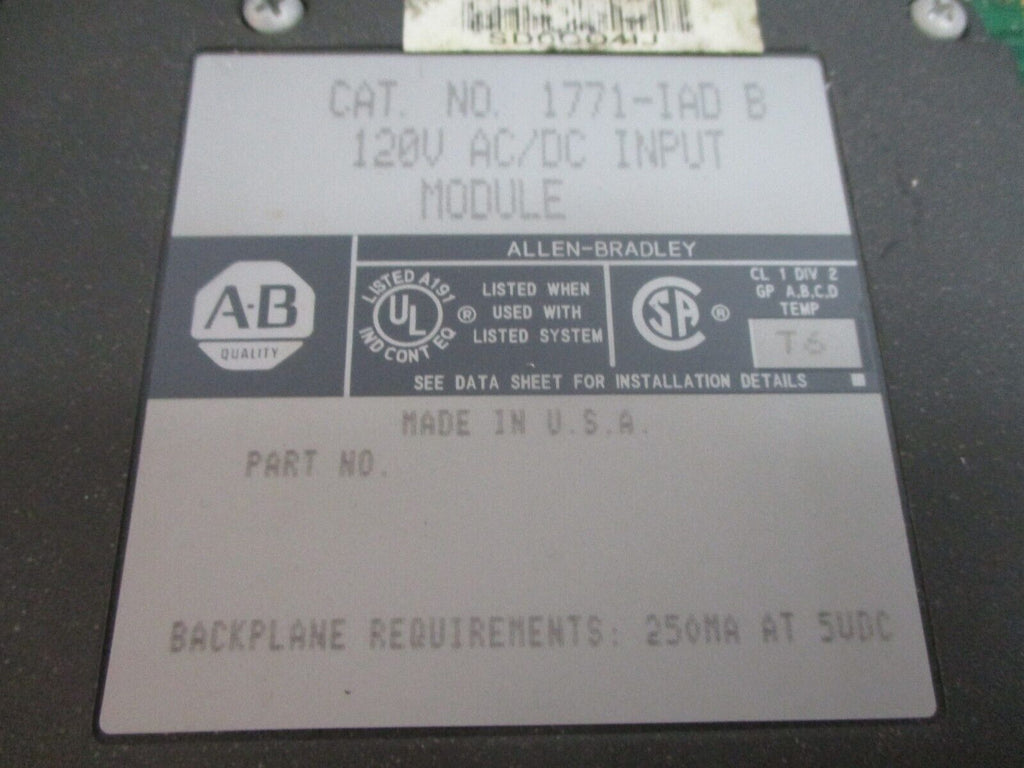 CAT. NO. 1771-IAD B
120V AC/DC INPUT
MODULE
ALLEN-BRADLEY
A-B
QUALITY
LISTED A191
UL
IND CONT EQ
®
LISTED WHEN
USED WITH
LISTED SYSTEM
SA
®
CL 1 DIV 2
GP A,B,C,D
TEMP
T6
SEE DATA SHEET FOR INSTALLATION DETAILS
MADE IN U.S.A.
PART NO.
BACKPLANE REQUIREMENTS: 250MA AT 5VDC